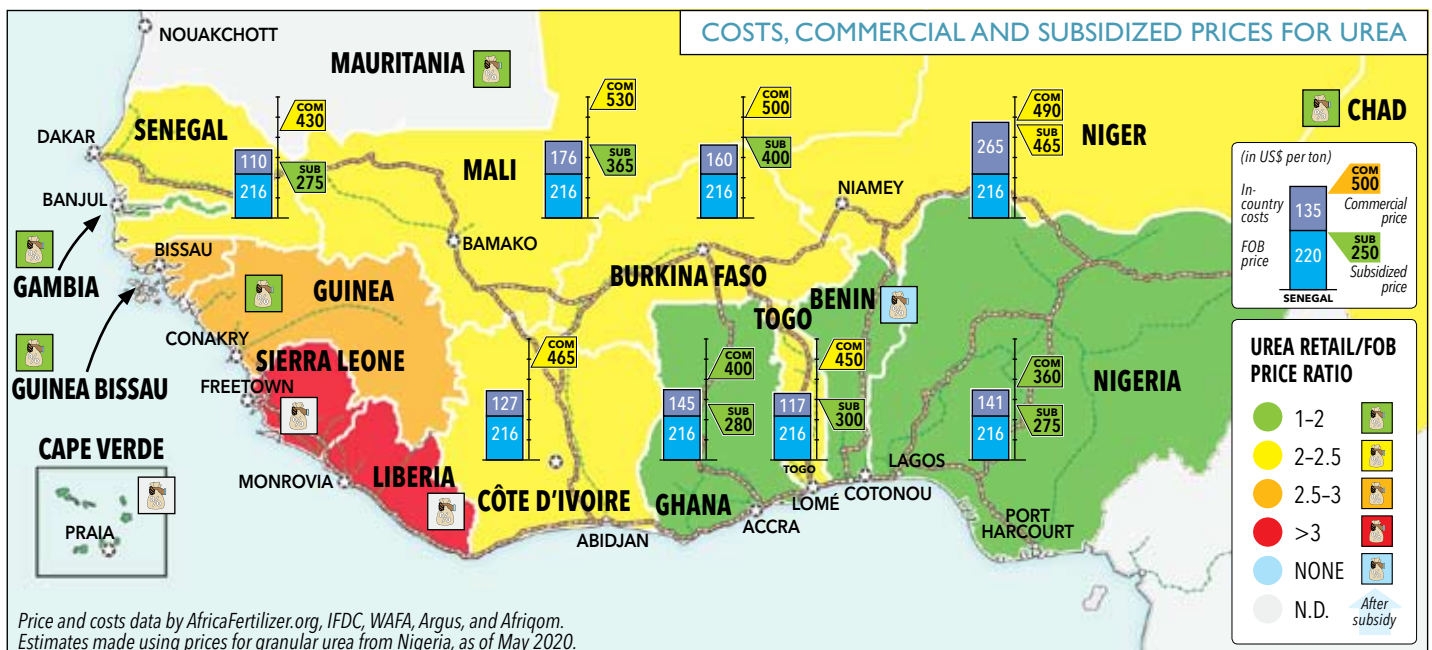 COSTS, COMMERCIAL AND SUBSIDIZED PRICES FOR UREA
NOUAKCHOTT
MAURITANIA
CHAD
SENEGAL
DAKAR
COM
430
110
SUB
275
216
MALI
COM
530
176
SUB
365
216
COM
500
160
SUB
400
216
COM
490
SUB
465
265
216
NIGER
BANJUL
GAMBIA
BISSAU
GUINEA BISSAU
BAMAKO
NIAMEY
GUINEA
BURKINA FASO
BENIN
TOGO
CONAKRY
SIERRA LEONE
FREETOWN
COM
465
127
216
COM
400
145
SUB
280
216
COM
450
117
SUB
300
216
TOGO
COM
360
141
SUB
275
216
NIGERIA
CAPE VERDE
PRAIA
MONROVIA
LIBERIA
CÔTE D'IVOIRE
ABIDJAN
GHANA
ACCRA
LOMÉ
COTONOU
LAGOS
PORT
HARCOURT
(in US$ per ton)
In-
country
costs
135
COM
500
Commercial
price
FOB
price
220
SUB
250
Subsidized
price
SENEGAL
UREA RETAIL/FOB
PRICE RATIO
1–2
2–2.5
2.5–3
>3
NONE
N.D.
After
subsidy
Price and costs data by AfricaFertilizer.org, IFDC, WAFA, Argus, and Afriqom.
Estimates made using prices for granular urea from Nigeria, as of May 2020.